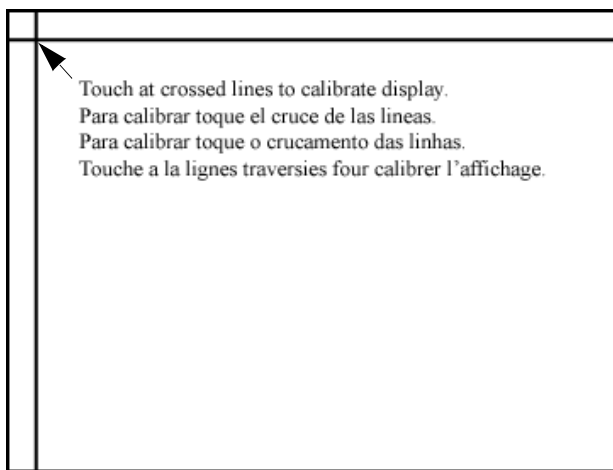 Touch at crossed lines to calibrate display.
Para calibrar toque el cruce de las lineas.
Para calibrar toque o crucamento das linhas.
Touche a la lignes traversies four calibrer l’affichage.